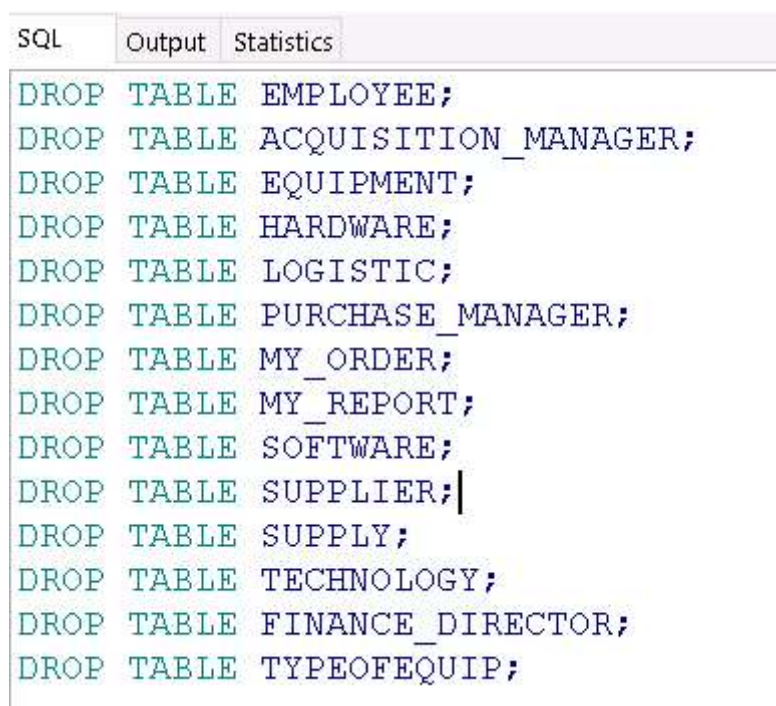 SQL Output Statistics
DROP TABLE EMPLOYEE;
DROP TABLE ACQUISITION_MANAGER;
DROP TABLE EQUIPMENT;
DROP TABLE HARDWARE;
DROP TABLE LOGISTIC;
DROP TABLE PURCHASE_MANAGER;
DROP TABLE MY_ORDER;
DROP TABLE MY_REPORT;
DROP TABLE SOFTWARE;
DROP TABLE SUPPLIER;
DROP TABLE SUPPLY;
DROP TABLE TECHNOLOGY;
DROP TABLE FINANCE_DIRECTOR;
DROP TABLE TYPEOFEQUIP;